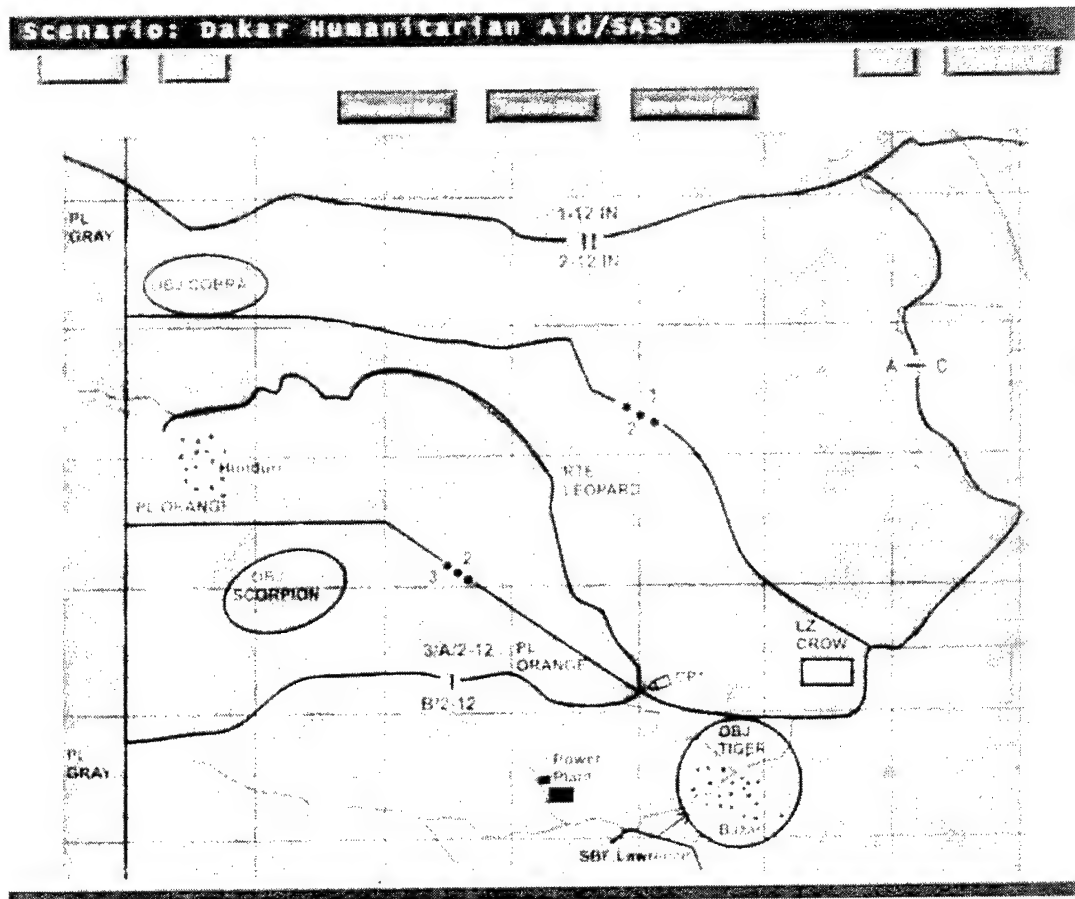 Scenario: Dakar Humanitarian Aid/SASO
1-12 IN
2-12 IN
PL
GRAY
OBJ COBRA
A C
1
2
RTE
LEOPARD
PL ORANGE
2
3
OBJ
SCORPION
LZ
CROW
3/A/2-12
PL
ORANGE
B/2-12
OBJ
TIGER
PL
GRAY
Power
Plant
SBF Lawrence